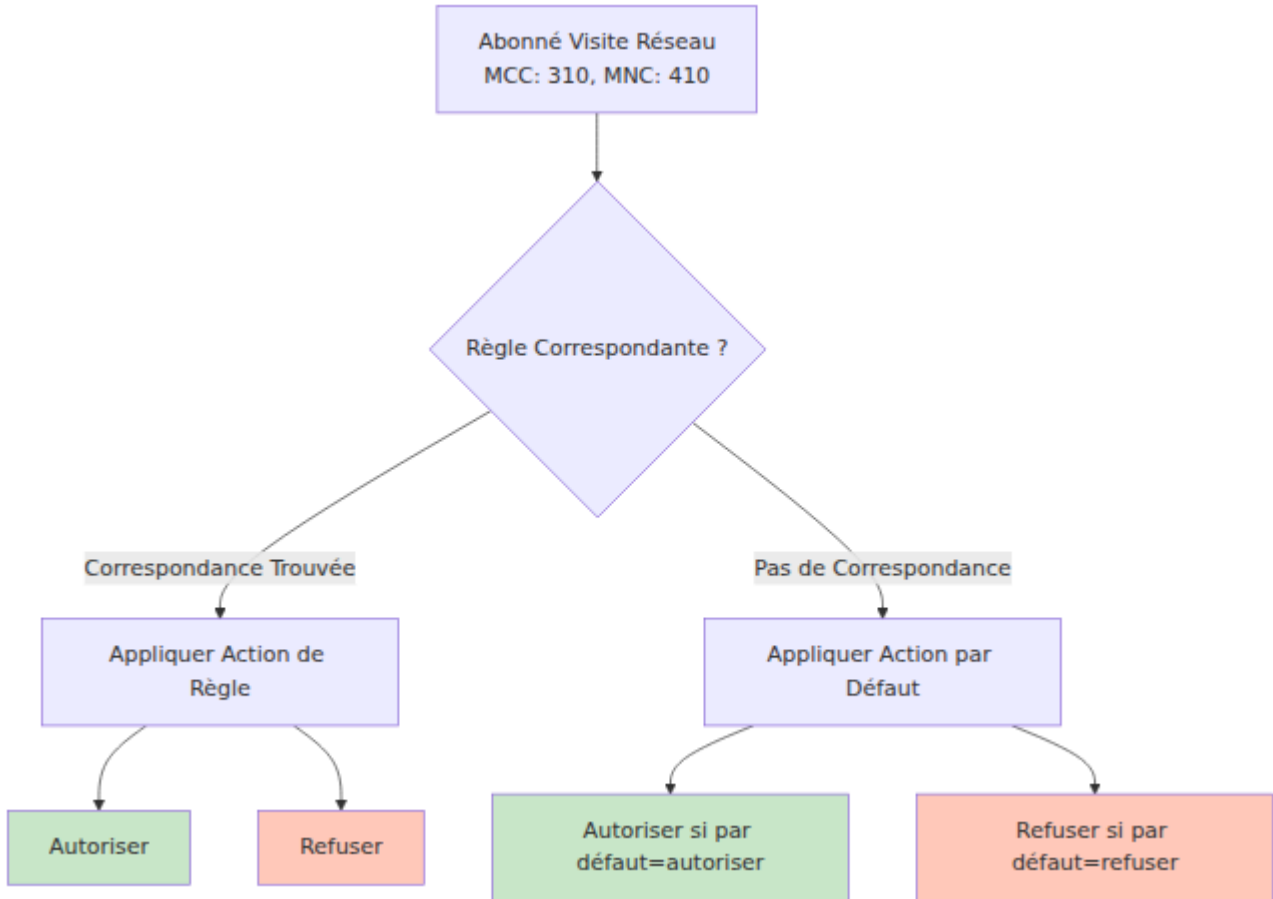 Abonné Visite Réseau
MCC: 310, MNC: 410
Règle Correspondante ?
Correspondance Trouvée
Pas de Correspondance
Appliquer Action de
Règle
Appliquer Action par
Défaut
Autoriser
Refuser
Autoriser si par
défaut=autoriser
Refuser si par
défaut=refuser